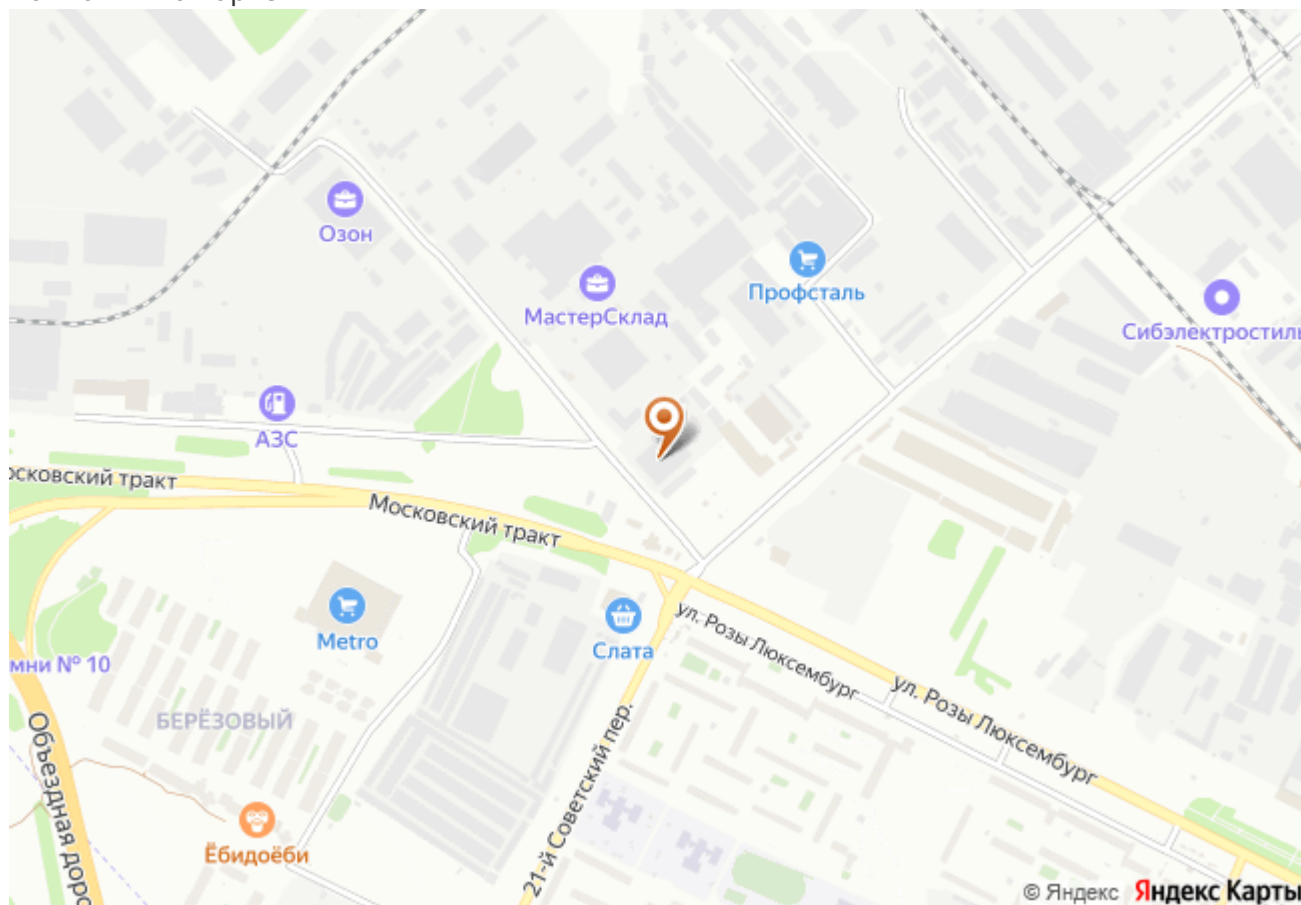 Озон
МастерСклад
Профсталь
Сибэлектростиль
АЗС
осковский тракт
Московский тракт
Metro
Слата
мни № 10
БЕРЁЗОВЫЙ
ул. Розы Люксембург
ул. Розы Люксембург
Объездная доро
21-й Советский пер.
Ёбидоёби
© Яндекс Яндекс Карты